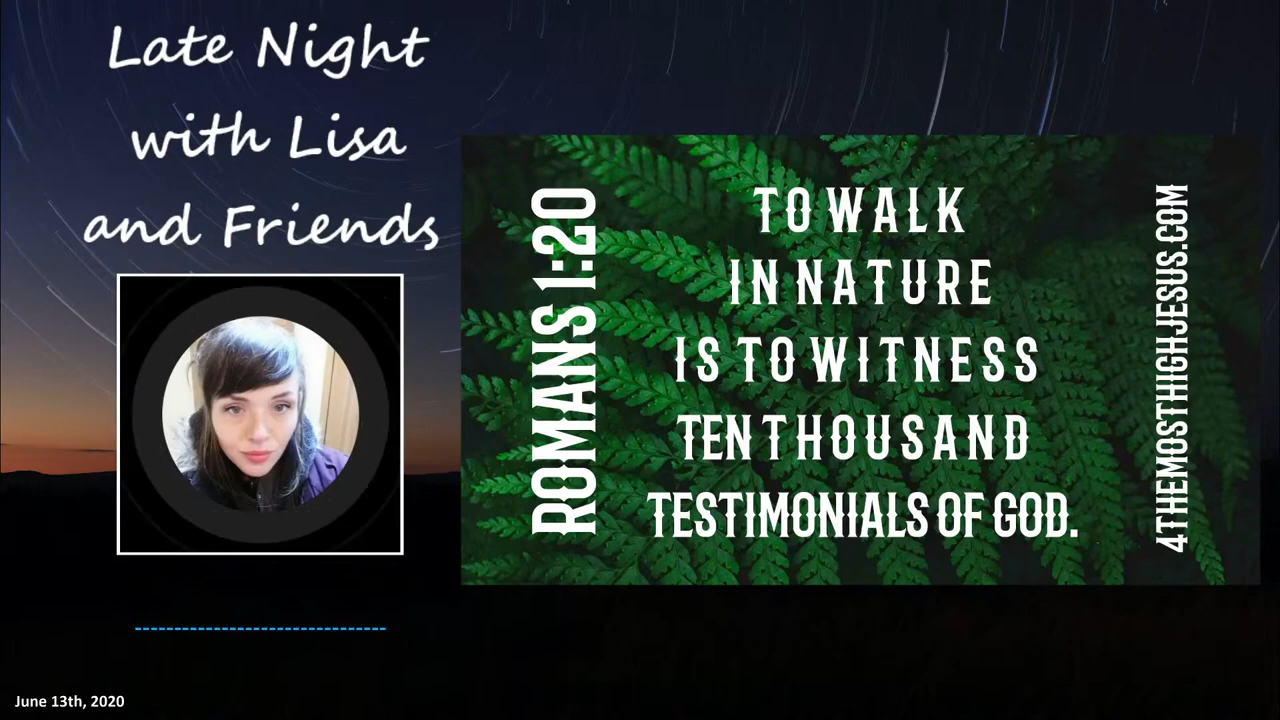 Late Night
with Lisa
and Friends
ROMANS 1:20
TO WALK
IN NATURE
IS TO WITNESS
TEN THOUSAND
TESTIMONIALS OF GOD.
4THEMOSTHIGHJESUS.COM
June 13th, 2020